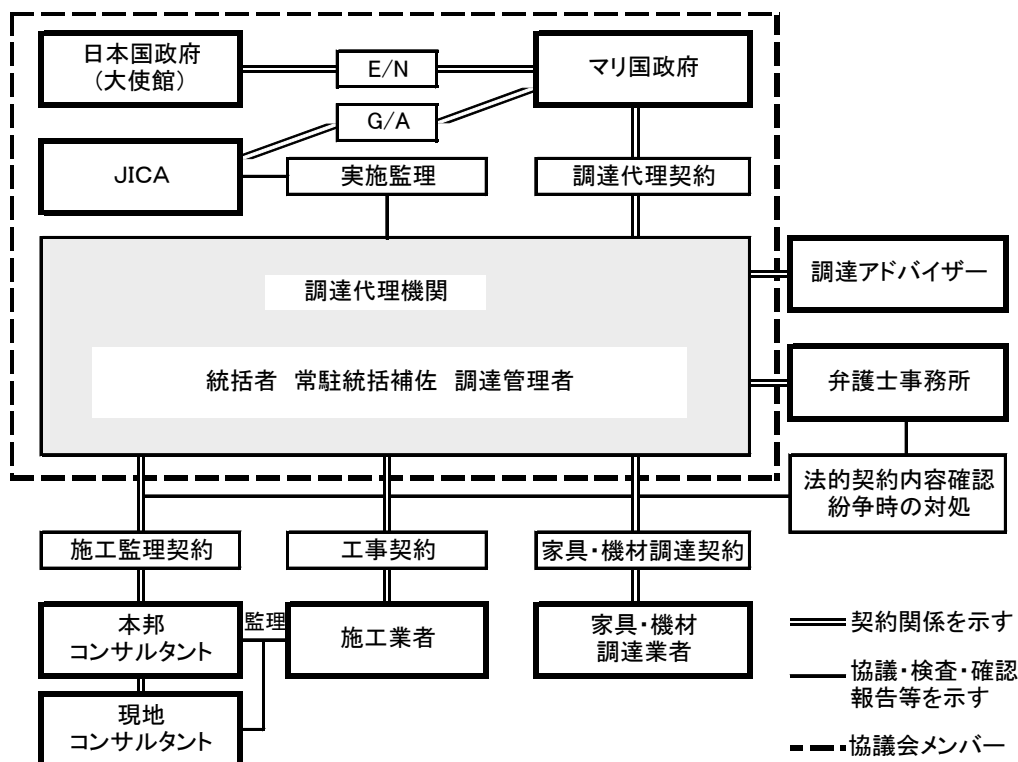 日本国政府
（大使館）
E/N
マリ国政府
G/A
JICA
実施監理
調達代理契約
調達代理機関
調達アドバイザー
統括者 常駐統括補佐 調達管理者
弁護士事務所
法的契約内容確認
紛争時の対処
施工監理契約
工事契約
家具・機材調達契約
本邦
コンサルタント
監理
施工業者
家具・機材
調達業者
現地
コンサルタント
契約関係を示す
協議・検査・確認
報告等を示す
協議会メンバー